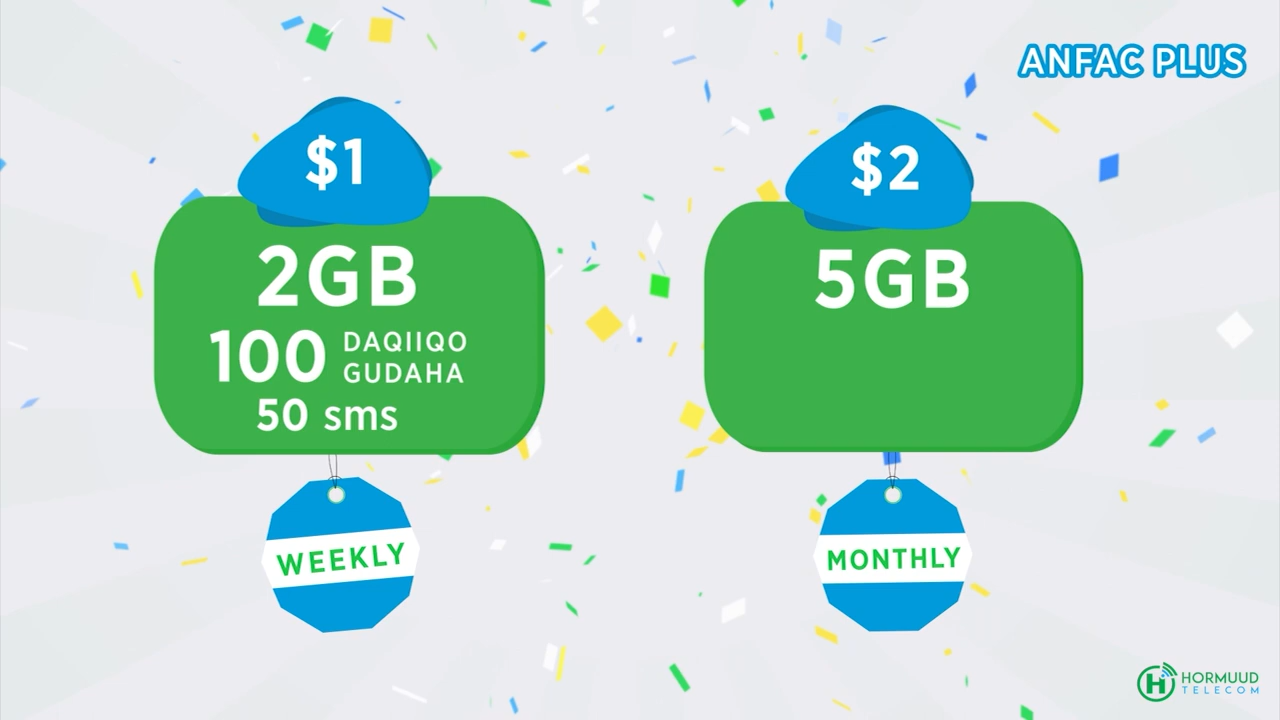 ANFAC PLUS
$1
2GB
100 DAQIIQO
GUDAHA
50 sms
WEEKLY
$2
5GB
MONTHLY
HORMUUD
TELECOM